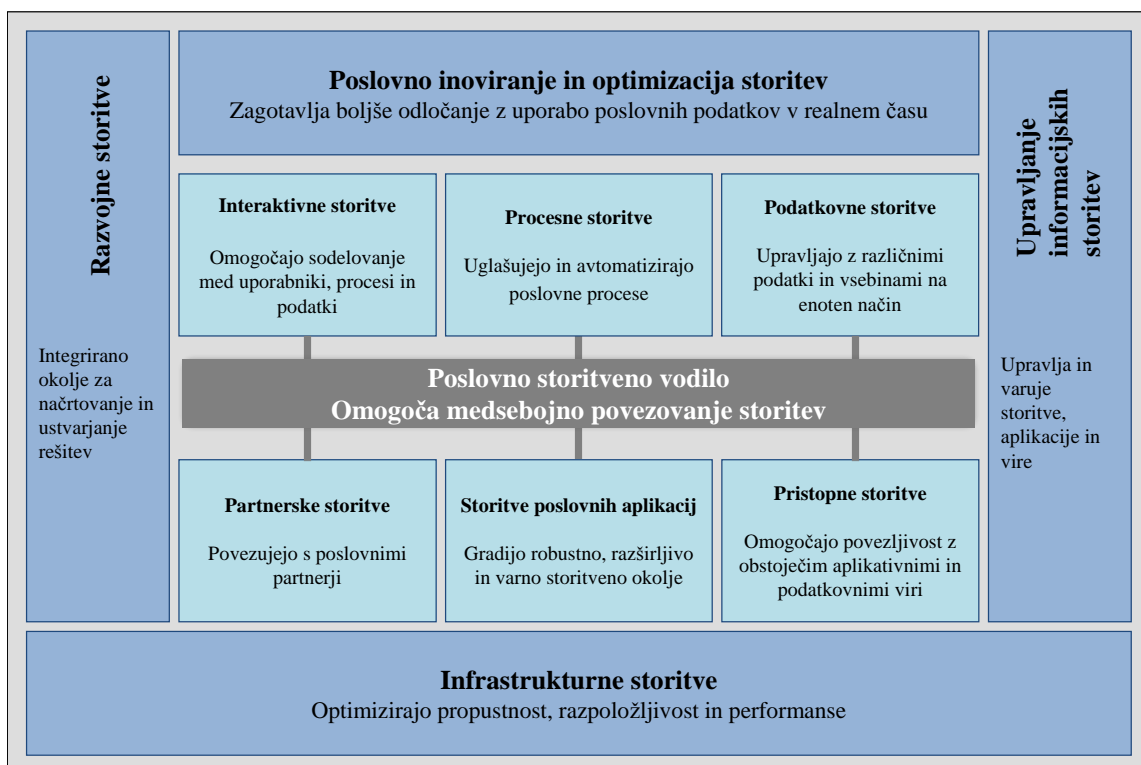 Razvojne storitve
Integrirano
okolje za
načrtovanje in
ustvarjanje
rešitev
Poslovno inoviranje in optimizacija storitev
Zagotavlja boljše odločanje z uporabo poslovnih podatkov v realnem času
Interaktivne storitve
Omogočajo sodelovanje
med uporabniki, procesi in
podatki
Procesne storitve
Uglašujejo in avtomatizirajo
poslovne procese
Podatkovne storitve
Upravljajo z različnimi
podatki in vsebinami na
enoten način
Poslovno storitveno vodilo
Omogoča medsebojno povezovanje storitev
Partnerske storitve
Povezujejo s poslovnimi
partnerji
Storitve poslovnih aplikacij
Gradijo robustno, razširljivo
in varno storitveno okolje
Pristopne storitve
Omogočajo povezljivost z
obstoječim aplikativnimi in
podatkovnimi viri
Upravljanje
informacijskih
storitev
Upravlja in
varuje
storitve,
aplikacije in
vire
Infrastrukturne storitve
Optimizirajo propustnost, razpoložljivost in performanse